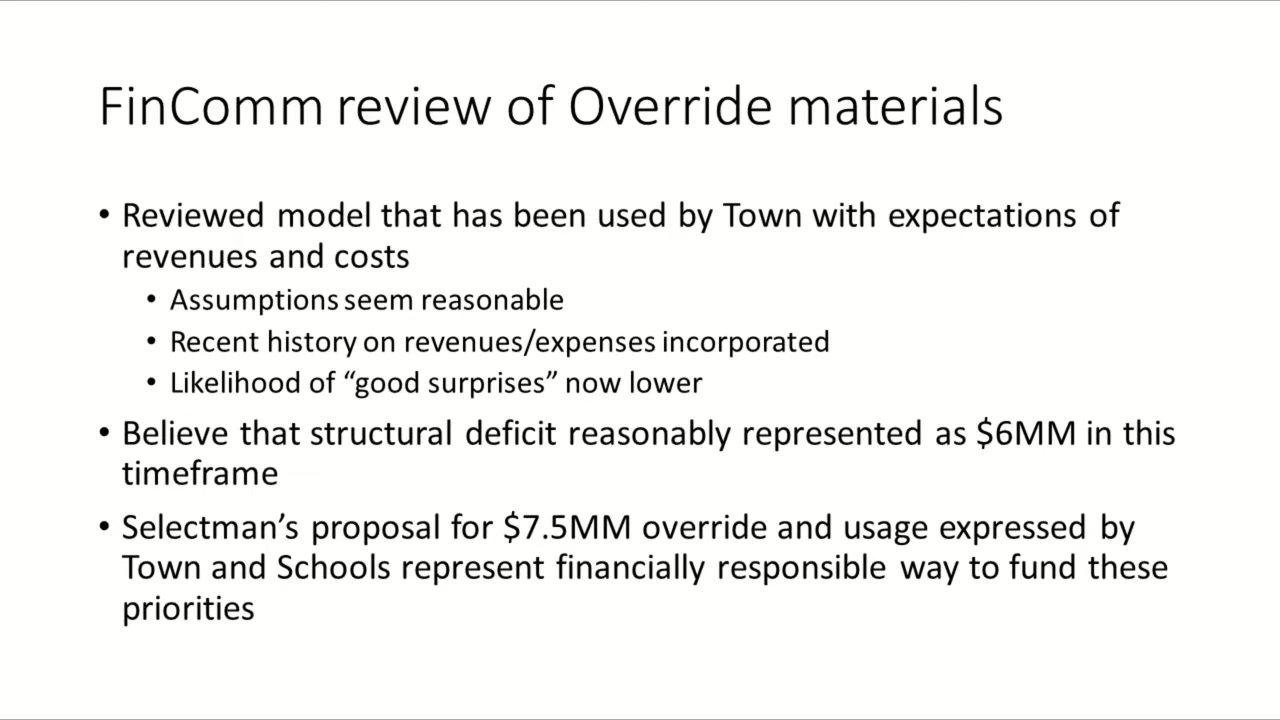 FinComm review of Override materials
• Reviewed model that has been used by Town with expectations of
revenues and costs
• Assumptions seem reasonable
• Recent history on revenues/expenses incorporated
• Likelihood of “good surprises” now lower
• Believe that structural deficit reasonably represented as $6MM in this
timeframe
• Selectman’s proposal for $7.5MM override and usage expressed by
Town and Schools represent financially responsible way to fund these
priorities